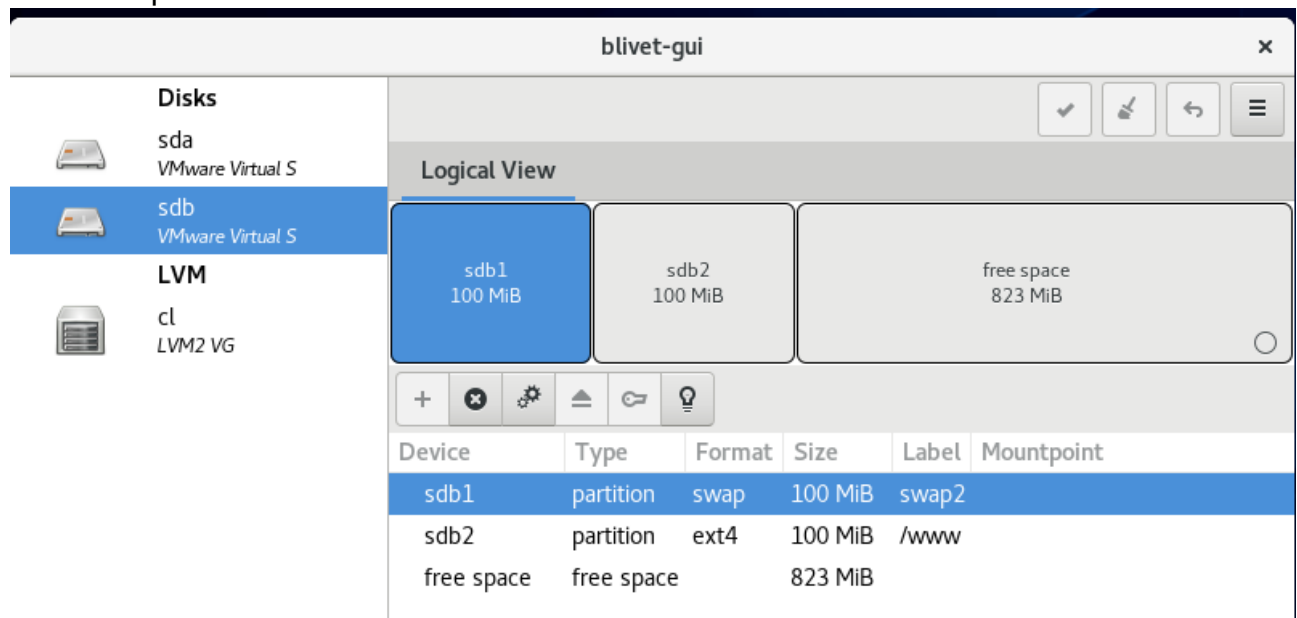 blivet-gui
Disks
sda
VMware Virtual S
sdb
VMware Virtual S
LVM
cl
LVM2 VG
Logical View
sdb1
100 MiB
sdb2
100 MiB
free space
823 MiB
Device Type Format Size Label Mountpoint
sdb1 partition swap 100 MiB swap2
sdb2 partition ext4 100 MiB /www
free space free space 823 MiB